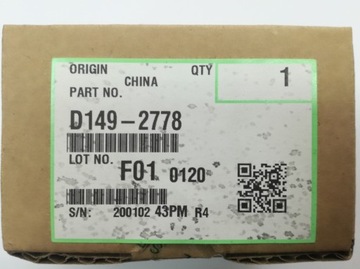 ORIGIN QTY
CHINA 1
PART NO.
D149-2778
LOT NO.
F01 0120
S/N: 200102 43PM R4